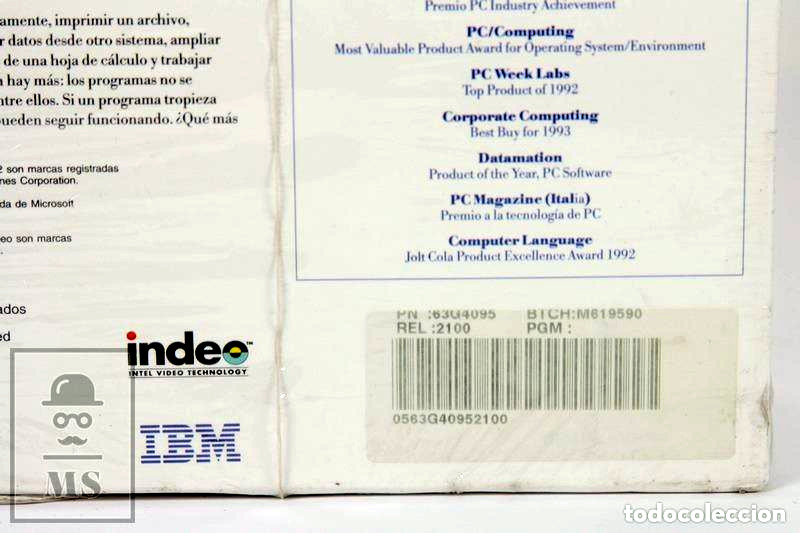 amente, imprimir un archivo,
r datos desde otro sistema, ampliar
de una hoja de cálculo y trabajar
hay más: los programas no se
ntre ellos. Si un programa tropieza
pueden seguir funcionando. ¿Qué más
2 son marcas registradas
nes Corporation.
da de Microsoft
eo son marcas
ados
ed
indeo™
INTEL VIDEO TECHNOLOGY
IBM
Premio PC Industry Achievement
PC/Computing
Most Valuable Product Award for Operating System/Environment
PC Week Labs
Top Product of 1992
Corporate Computing
Best Buy for 1993
Datamation
Product of the Year, PC Software
PC Magazine (Italia)
Premio a la tecnología de PC
Computer Language
Jolt Cola Product Excellence Award 1992
PN :63G4095 BTCH:M619590
REL :2100 PGM :
0563G40952100
MS
todocoleccion